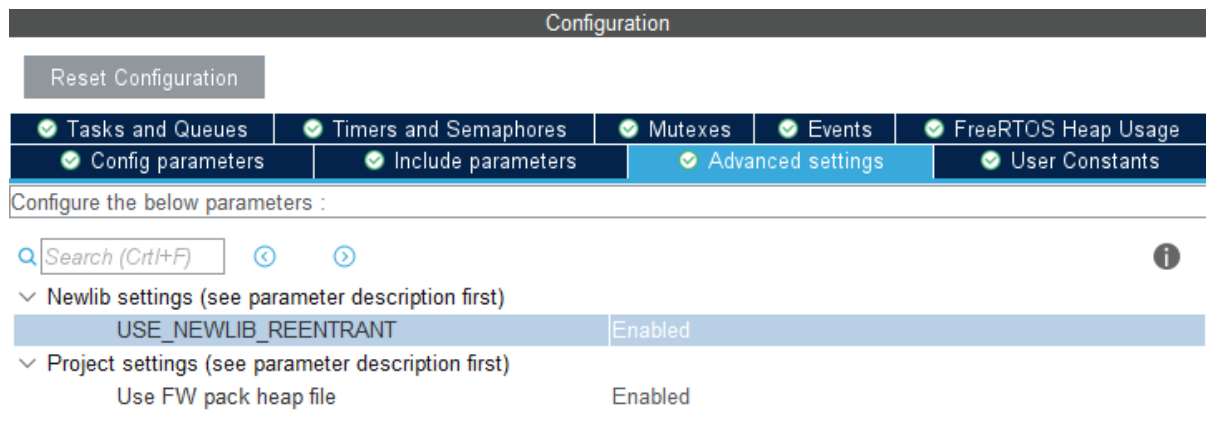 Configuration
Reset Configuration
Tasks and Queues Timers and Semaphores Mutexes Events FreeRTOS Heap Usage
Config parameters Include parameters Advanced settings User Constants
Configure the below parameters :
Search (Crtl+F)
Newlib settings (see parameter description first)
USE_NEWLIB_REENTRANT Enabled
Project settings (see parameter description first)
Use FW pack heap file Enabled